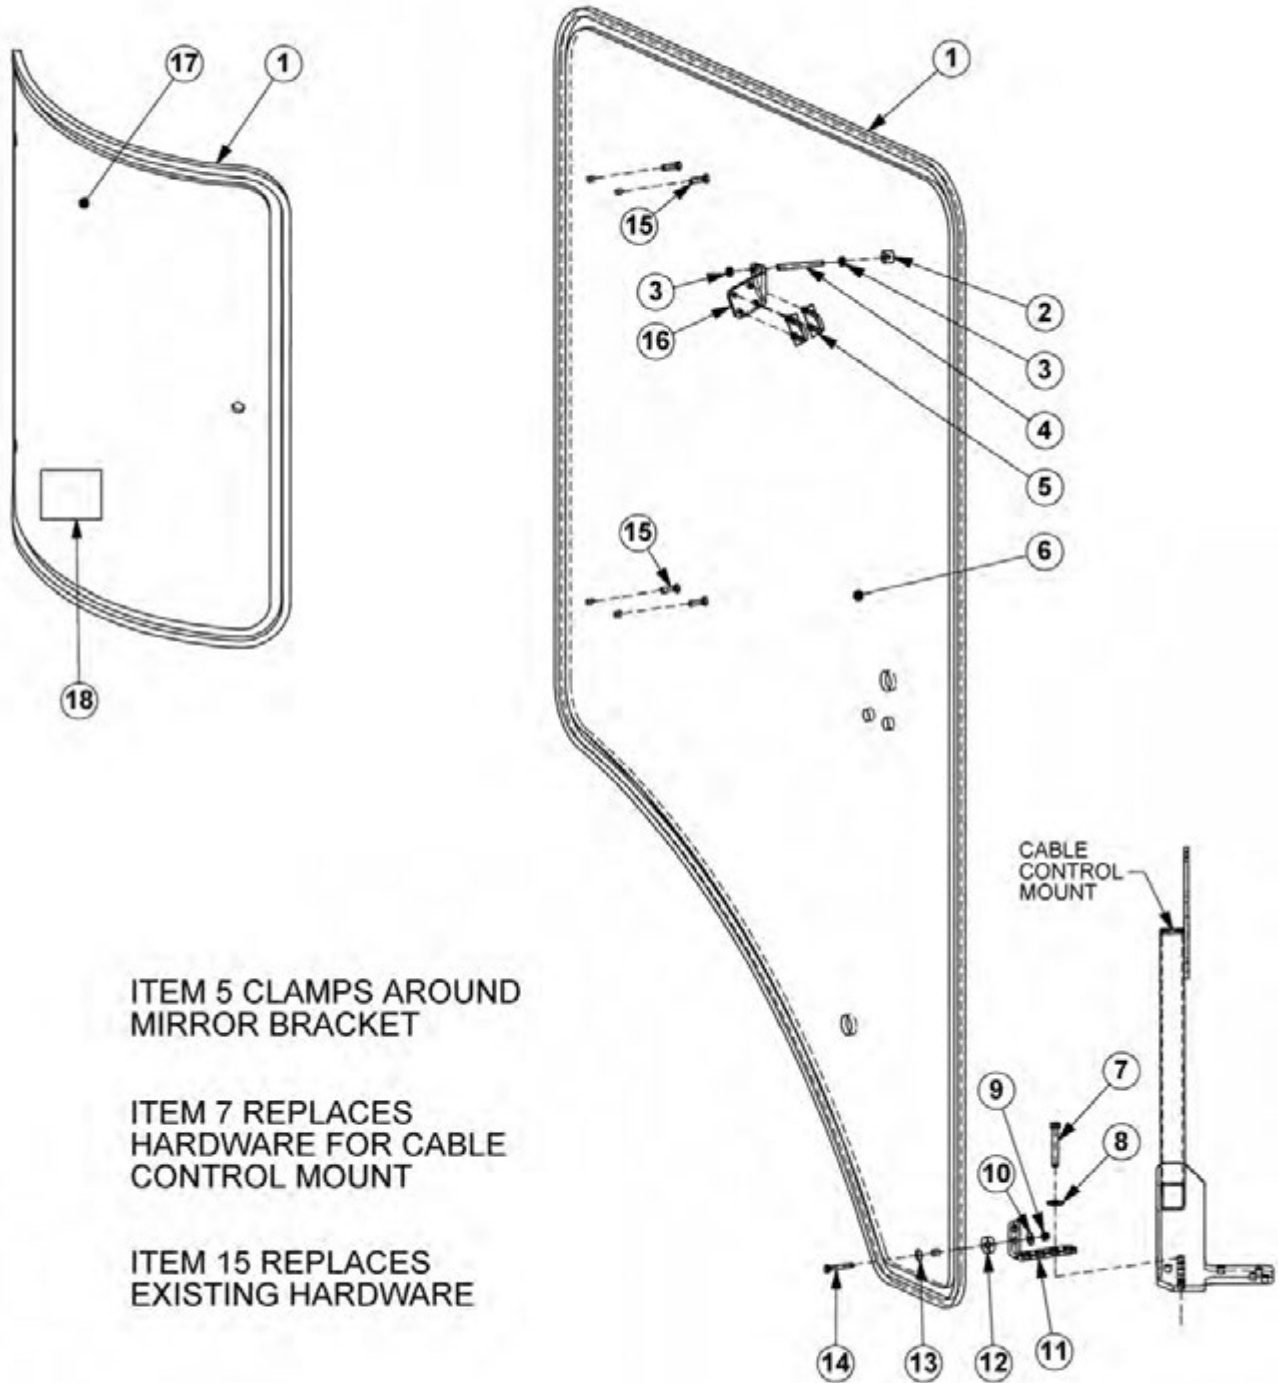 17
1
1
15
3
16
2
3
4
5
15
6
18
CABLE
CONTROL
MOUNT
ITEM 5 CLAMPS AROUND
MIRROR BRACKET
ITEM 7 REPLACES
HARDWARE FOR CABLE
CONTROL MOUNT
ITEM 15 REPLACES
EXISTING HARDWARE
7
9
8
10
14
13
12
11